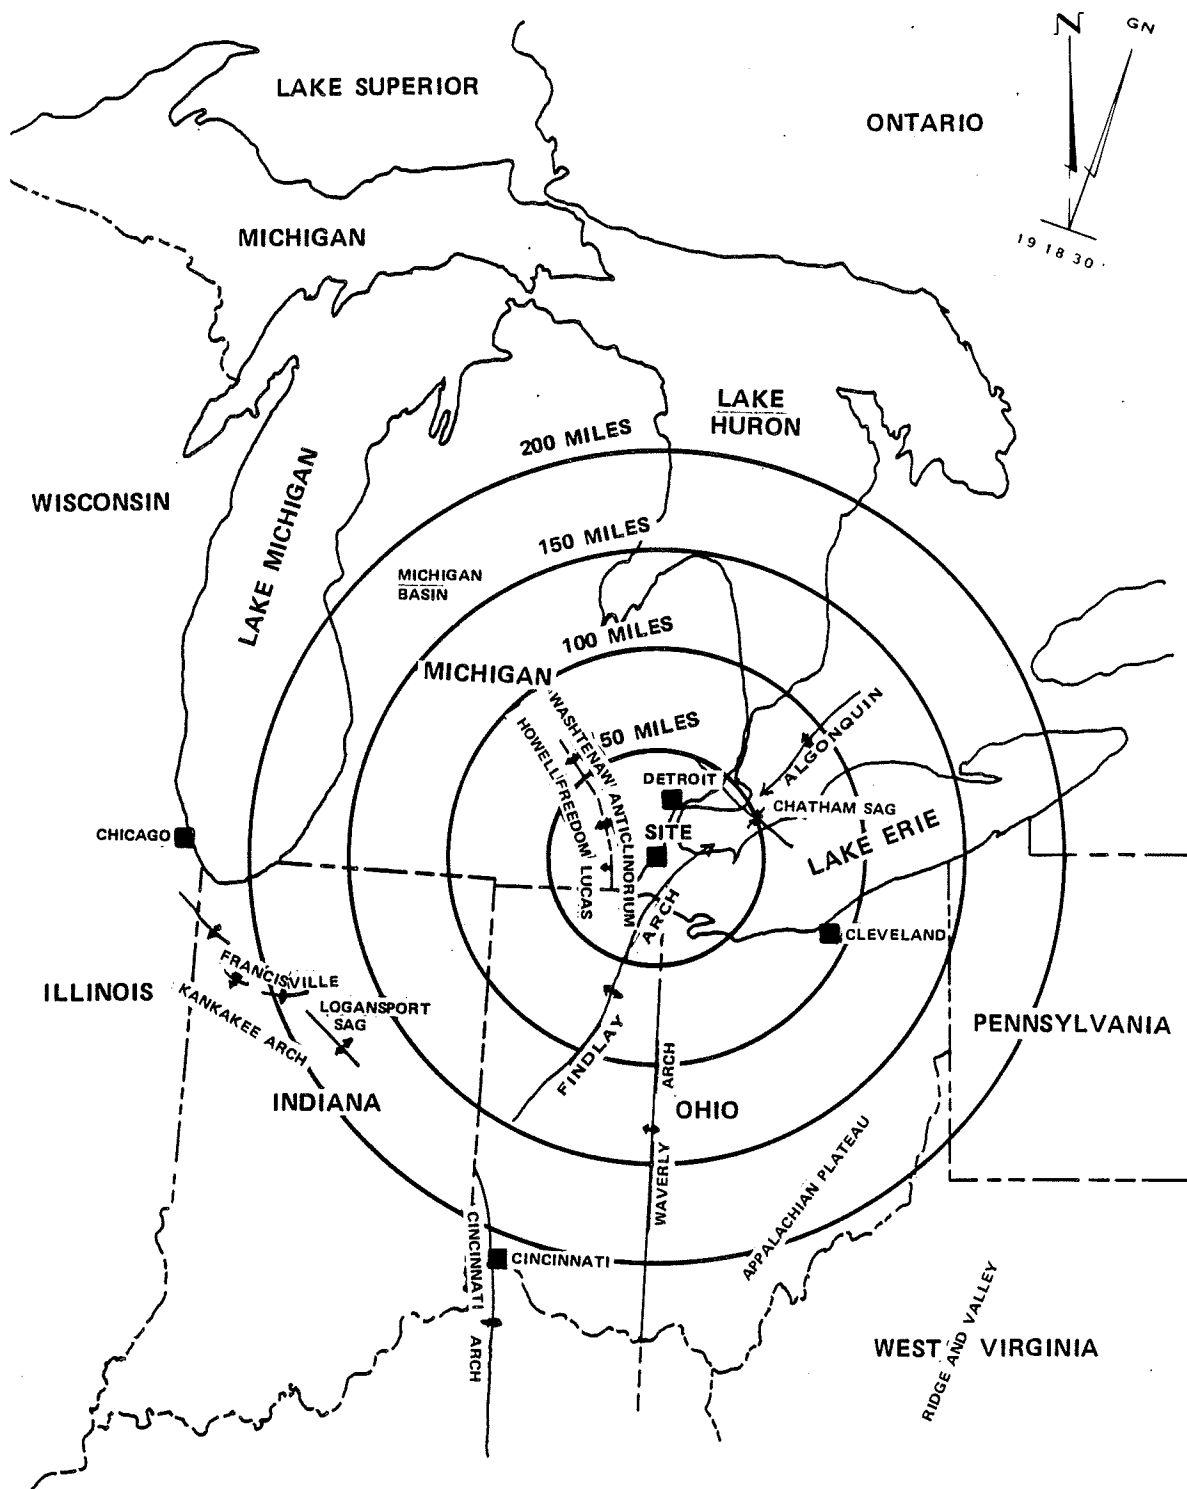 N
GN
19 18 30
LAKE SUPERIOR
ONTARIO
MICHIGAN
LAKE
HURON
200 MILES
WISCONSIN
LAKE MICHIGAN
150 MILES
MICHIGAN
BASIN
100 MILES
MICHIGAN
WASHTENAW ANTICLINORIUM
HOWELL FREEDOM LUCAS
50 MILES
ALGONQUIN
DETROIT
CHATHAM SAG
CHICAGO
SITE
LAKE ERIE
CLEVELAND
FINDLAY ARCH
FRANCISVILLE
ILLINOIS
KANKAKEE ARCH
LOGANSPORT
SAG
PENNSYLVANIA
INDIANA
OHIO
WAVERLY ARCH
APPALACHIAN PLATEAU
CINCINNATI ARCH
CINCINNATI
WEST VIRGINIA
RIDGE AND VALLEY